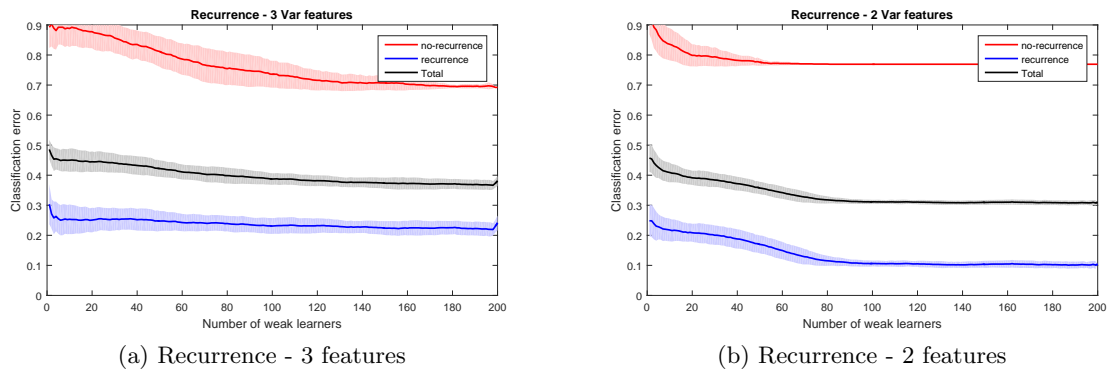 Recurrence - 3 Var features
0.9
0.8
0.7
0.6
0.5
0.4
0.3
0.2
0.1
0
Classification error
no-recurrence
recurrence
Total
0 20 40 60 80 100 120 140 160 180 200
Number of weak learners
(a) Recurrence - 3 features
Recurrence - 2 Var features
0.9
0.8
0.7
0.6
0.5
0.4
0.3
0.2
0.1
0
Classification error
no-recurrence
recurrence
Total
0 20 40 60 80 100 120 140 160 180 200
Number of weak learners
(b) Recurrence - 2 features